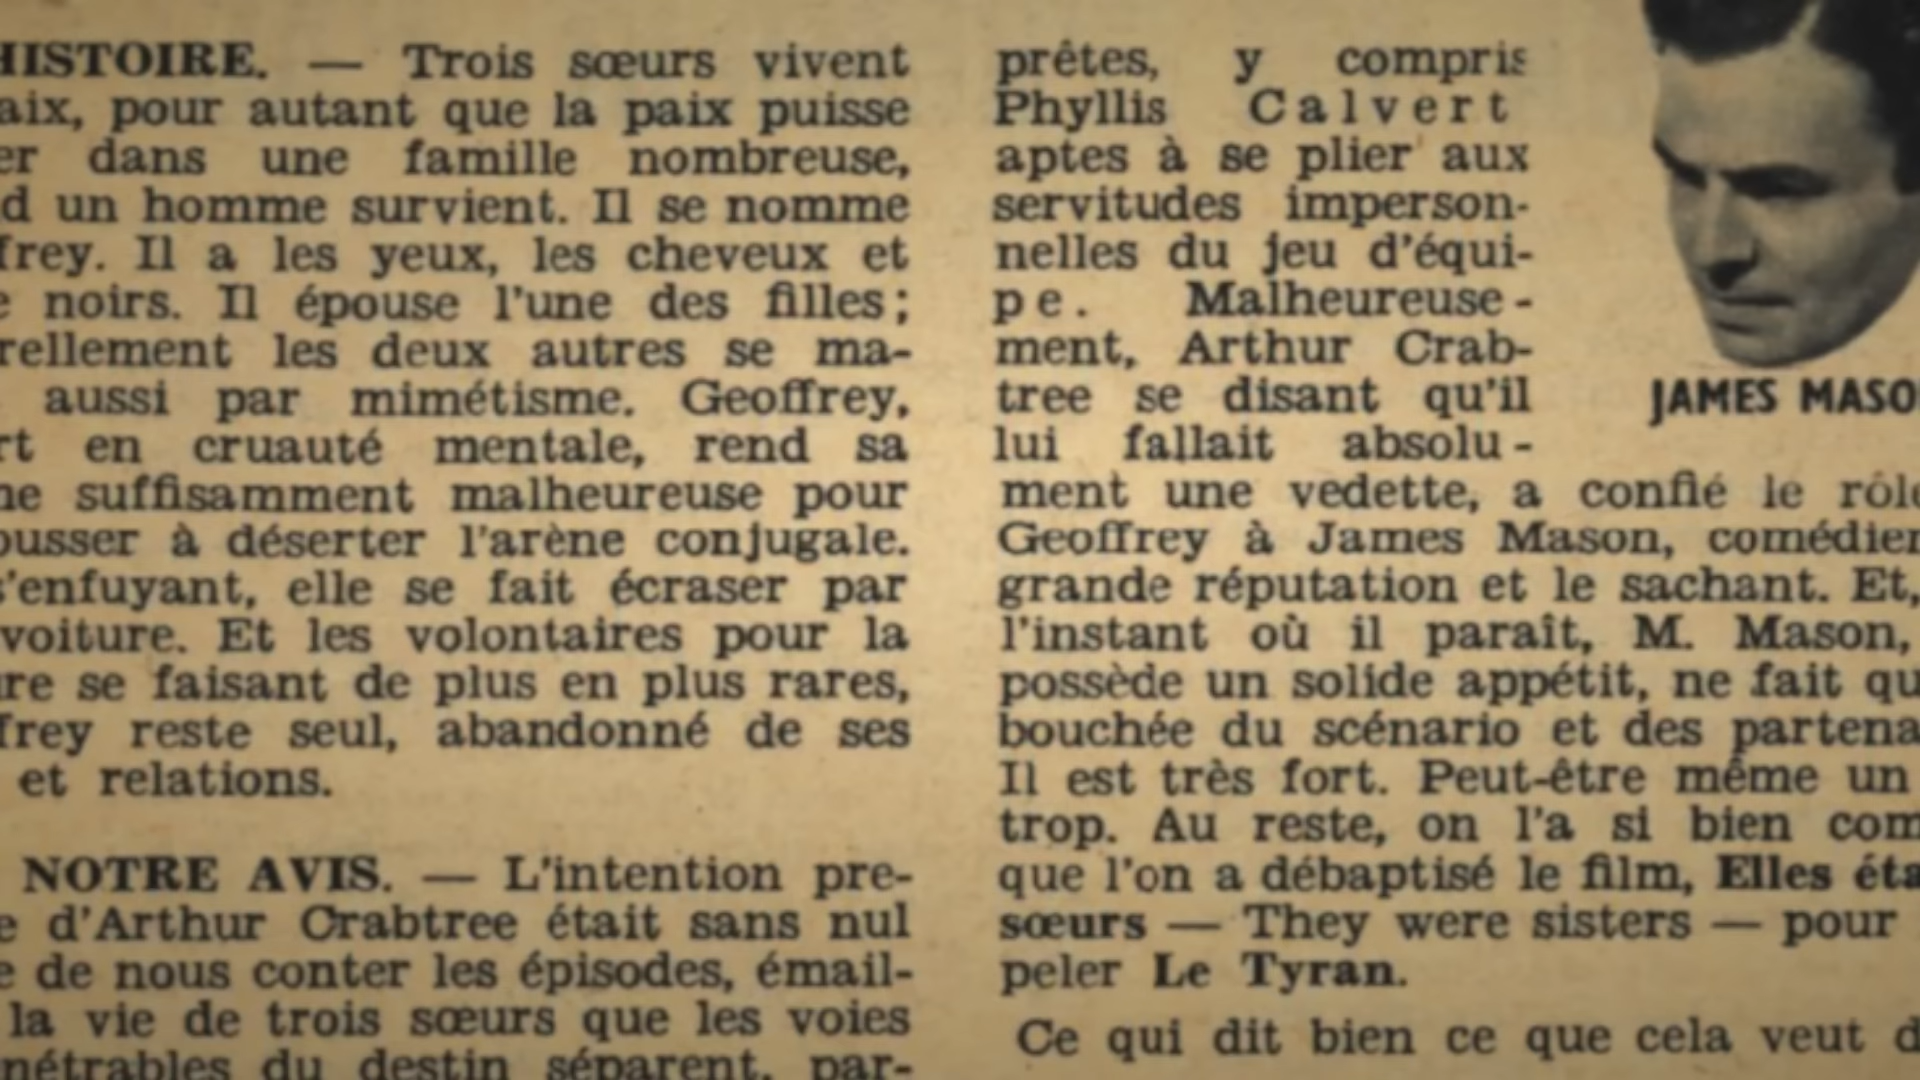 HISTOIRE. — Trois sœurs vivent
aix, pour autant que la paix puisse
er dans une famille nombreuse,
d un homme survient. Il se nomme
frey. Il a les yeux, les cheveux et
e noirs. Il épouse l'une des filles;
rellement les deux autres se ma-
aussi par mimétisme. Geoffrey,
rt en cruauté mentale, rend sa
ne suffisamment malheureuse pour
ousser à déserter l'arène conjugale.
s'enfuyant, elle se fait écraser par
voiture. Et les volontaires pour la
re se faisant de plus en plus rares,
frey reste seul, abandonné de ses
et relations.
NOTRE AVIS. — L'intention pre-
e d'Arthur Crabtree était sans nul
e de nous conter les épisodes, émail-
la vie de trois sœurs que les voies
nétrables du destin séparent, par-
prêtes, y compris
Phyllis Calvert
aptes à se plier aux
servitudes imperson-
nelles du jeu d'équi-
pe. Malheureuse-
ment, Arthur Crab-
tree se disant qu'il
lui fallait absolu-
ment une vedette, a confié le rôle
Geoffrey à James Mason, comédien
grande réputation et le sachant. Et,
l'instant où il paraît, M. Mason,
possède un solide appétit, ne fait qu
bouchée du scénario et des partena
Il est très fort. Peut-être même un
trop. Au reste, on l'a si bien com
que l'on a débaptisé le film, Elles éta
sœurs — They were sisters — pour
peler Le Tyran.
Ce qui dit bien ce que cela veut d
JAMES MASO